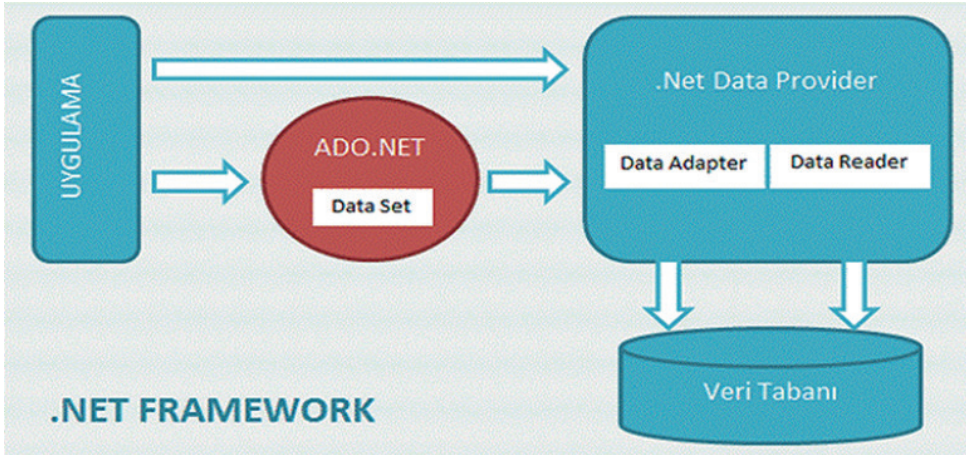 UYGULAMA
ADO.NET
Data Set
.Net Data Provider
Data Adapter
Data Reader
Veri Tabanı
.NET FRAMEWORK